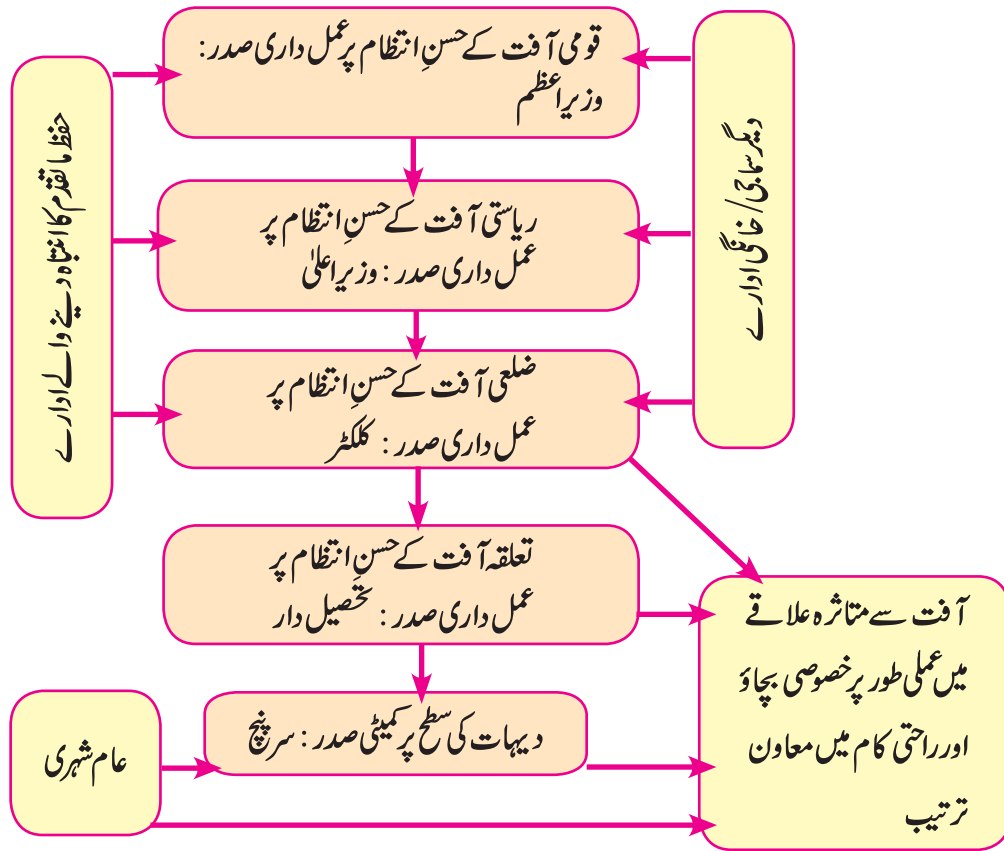 قومی آفت کے حسنِ انتظام پر عمل داری صدر:
وزیر اعظم
حفظ ماتقدم کا انتباہ دینے والے ادارے
دیگر سماجی/ خانگی ادارے
ریاستی آفت کے حسنِ انتظام پر
عمل داری صدر : وزیر اعلیٰ
ضلعی آفت کے حسنِ انتظام پر
عمل داری صدر : کلکٹر
تعلقہ آفت کے حسنِ انتظام پر
عمل داری صدر : تحصیل دار
آفت سے متاثرہ علاقے
میں عملی طور پر خصوصی بچاؤ
اور راحتی کام میں معاون
ترتیب
دیہات کی سطح پر کمیٹی صدر : سرپنچ
عام شہری